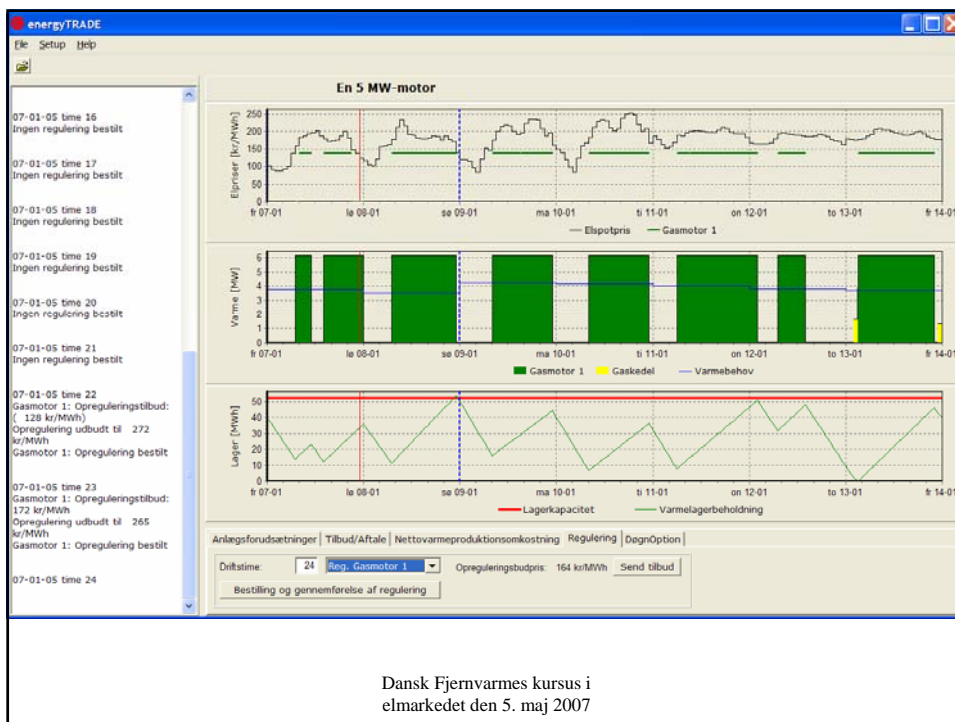 energyTRADE
File Setup Help
07-01-05 time 16
Ingen regulering bestilt
07-01-05 time 17
Ingen regulering bestilt
07-01-05 time 18
Ingen regulering bestilt
07-01-05 time 19
Ingen regulering bestilt
07-01-05 time 20
Ingen regulering bestilt
07-01-05 time 21
Ingen regulering bestilt
07-01-05 time 22
Gasmotor 1: Opreguleringstilbud:
( 128 kr/MWh)
Opregulering udbudt til 272
kr/MWh
Gasmotor 1: Opregulering bestilt
07-01-05 time 23
Gasmotor 1: Opreguleringstilbud:
172 kr/MWh
Opregulering udbudt til 265
kr/MWh
Gasmotor 1: Opregulering bestilt
07-01-05 time 24
En 5 MW-motor
Elpriser [kr/MWh]
250
200
150
100
50
0
fr 07-01 lø 08-01 sø 09-01 ma 10-01 ti 11-01 on 12-01 to 13-01 fr 14-01
Elspotpris Gasmotor 1
Varme [MW]
6
5
4
3
2
1
0
fr 07-01 lø 08-01 sø 09-01 ma 10-01 ti 11-01 on 12-01 to 13-01 fr 14-01
Gasmotor 1 Gaskedel Varmebehov
Lager [MWh]
50
40
30
20
10
0
fr 07-01 lø 08-01 sø 09-01 ma 10-01 ti 11-01 on 12-01 to 13-01 fr 14-01
Lagerkapacitet Varmelagerbeholdning
Anlægsforudsætninger Tilbud/Aftale Nettovarmeproduktionsomkostning Regulering DøgnOption
Driftstime: 24 Reg. Gasmotor 1 Opreguleringsbudpris: 164 kr/MWh Send tilbud
Bestilling og gennemførelse af regulering
Dansk Fjernvarmes kursus i
elmarkedet den 5. maj 2007